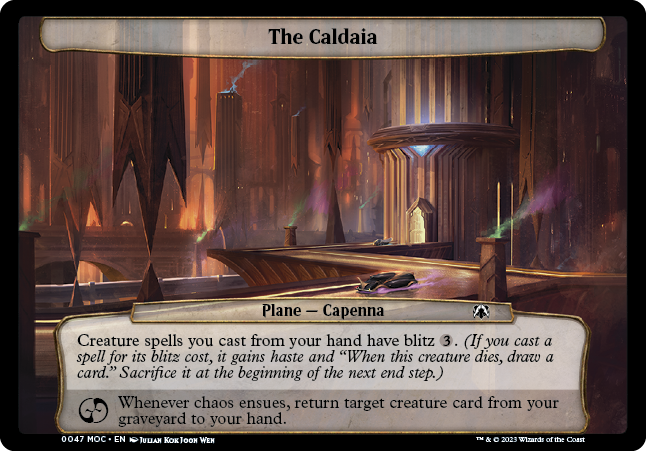 The Caldaia
Plane — Capenna
Creature spells you cast from your hand have blitz 3. (If you cast a
spell for its blitz cost, it gains haste and “When this creature dies, draw a
card.” Sacrifice it at the beginning of the next end step.)
Whenever chaos ensues, return target creature card from your
graveyard to your hand.
0047 MOC • EN Julian Kok Joon Wen
™ & © 2023 Wizards of the Coast